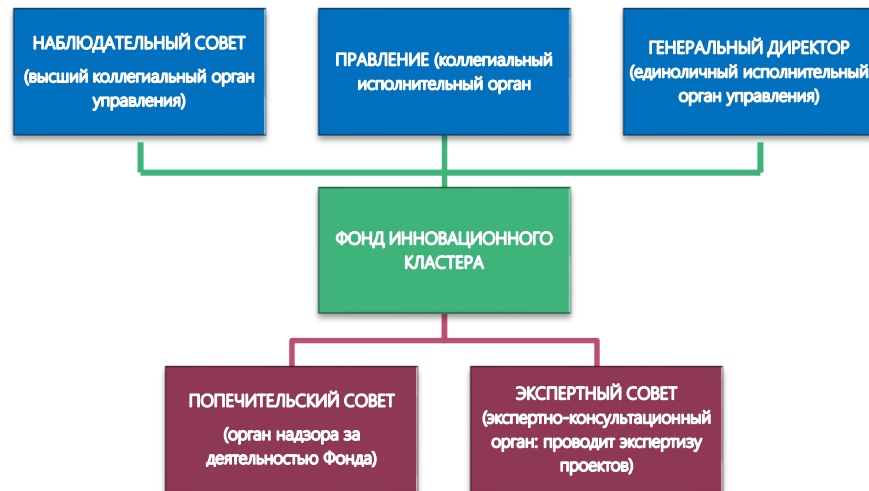 НАБЛЮДАТЕЛЬНЫЙ СОВЕТ
(высший коллегиальный орган
управления)
ПРАВЛЕНИЕ (коллегиальный
исполнительный орган
ГЕНЕРАЛЬНЫЙ ДИРЕКТОР
(единоличный исполнительный
орган управления)
ФОНД ИННОВАЦИОННОГО
КЛАСТЕРА
ПОПЕЧИТЕЛЬСКИЙ СОВЕТ
(орган надзора за
деятельностью Фонда)
ЭКСПЕРТНЫЙ СОВЕТ
(экспертно-консультационный
орган: проводит экспертизу
проектов)